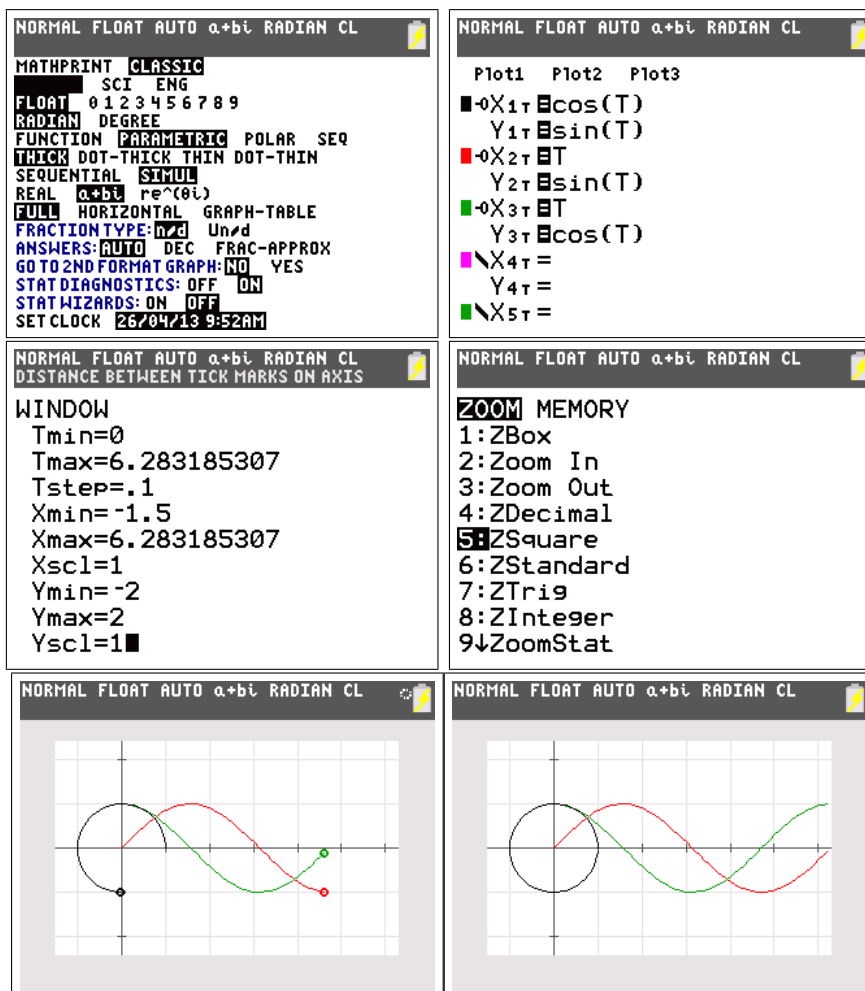 NORMAL FLOAT AUTO a+bi RADIAN CL
MATHPRINT CLASSIC
SCI ENG
FLOAT 0 1 2 3 4 5 6 7 8 9
RADIAN DEGREE
FUNCTION PARAMETRIC POLAR SEQ
THICK DOT-THICK THIN DOT-THIN
SEQUENTIAL SIMUL
REAL a+bi re^(θi)
FULL HORIZONTAL GRAPH-TABLE
FRACTION TYPE: n/d Un/d
ANSWERS: AUTO DEC FRAC-APPROX
GO TO 2ND FORMAT GRAPH: NO YES
STAT DIAGNOSTICS: OFF ON
STAT WIZARDS: ON OFF
SET CLOCK 26/04/13 9:52AM
NORMAL FLOAT AUTO a+bi RADIAN CL
Plot1 Plot2 Plot3
X1T=cos(T)
Y1T=sin(T)
X2T=T
Y2T=sin(T)
X3T=T
Y3T=cos(T)
X4T=
Y4T=
X5T=
NORMAL FLOAT AUTO a+bi RADIAN CL
DISTANCE BETWEEN TICK MARKS ON AXIS
WINDOW
Tmin=0
Tmax=6.283185307
Tstep=.1
Xmin=-1.5
Xmax=6.283185307
Xscl=1
Ymin=-2
Ymax=2
Yscl=1
NORMAL FLOAT AUTO a+bi RADIAN CL
ZOOM MEMORY
1:ZBox
2:Zoom In
3:Zoom Out
4:ZDecimal
5:ZSquare
6:ZStandard
7:ZTrig
8:ZInteger
9↓ZoomStat
NORMAL FLOAT AUTO a+bi RADIAN CL
NORMAL FLOAT AUTO a+bi RADIAN CL